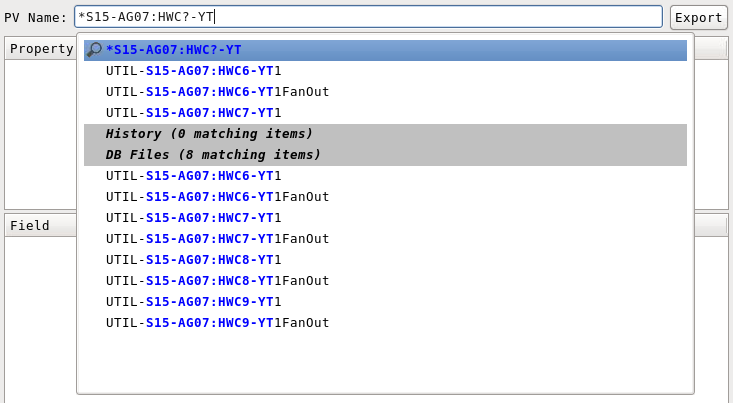 PV Name: *S15-AG07:HWC?-YT Export
Property
*S15-AG07:HWC?-YT
UTIL-S15-AG07:HWC6-YT1
UTIL-S15-AG07:HWC6-YT1FanOut
UTIL-S15-AG07:HWC7-YT1
History (0 matching items)
DB Files (8 matching items)
UTIL-S15-AG07:HWC6-YT1
UTIL-S15-AG07:HWC6-YT1FanOut
UTIL-S15-AG07:HWC7-YT1
Field
UTIL-S15-AG07:HWC7-YT1FanOut
UTIL-S15-AG07:HWC8-YT1
UTIL-S15-AG07:HWC8-YT1FanOut
UTIL-S15-AG07:HWC9-YT1
UTIL-S15-AG07:HWC9-YT1FanOut